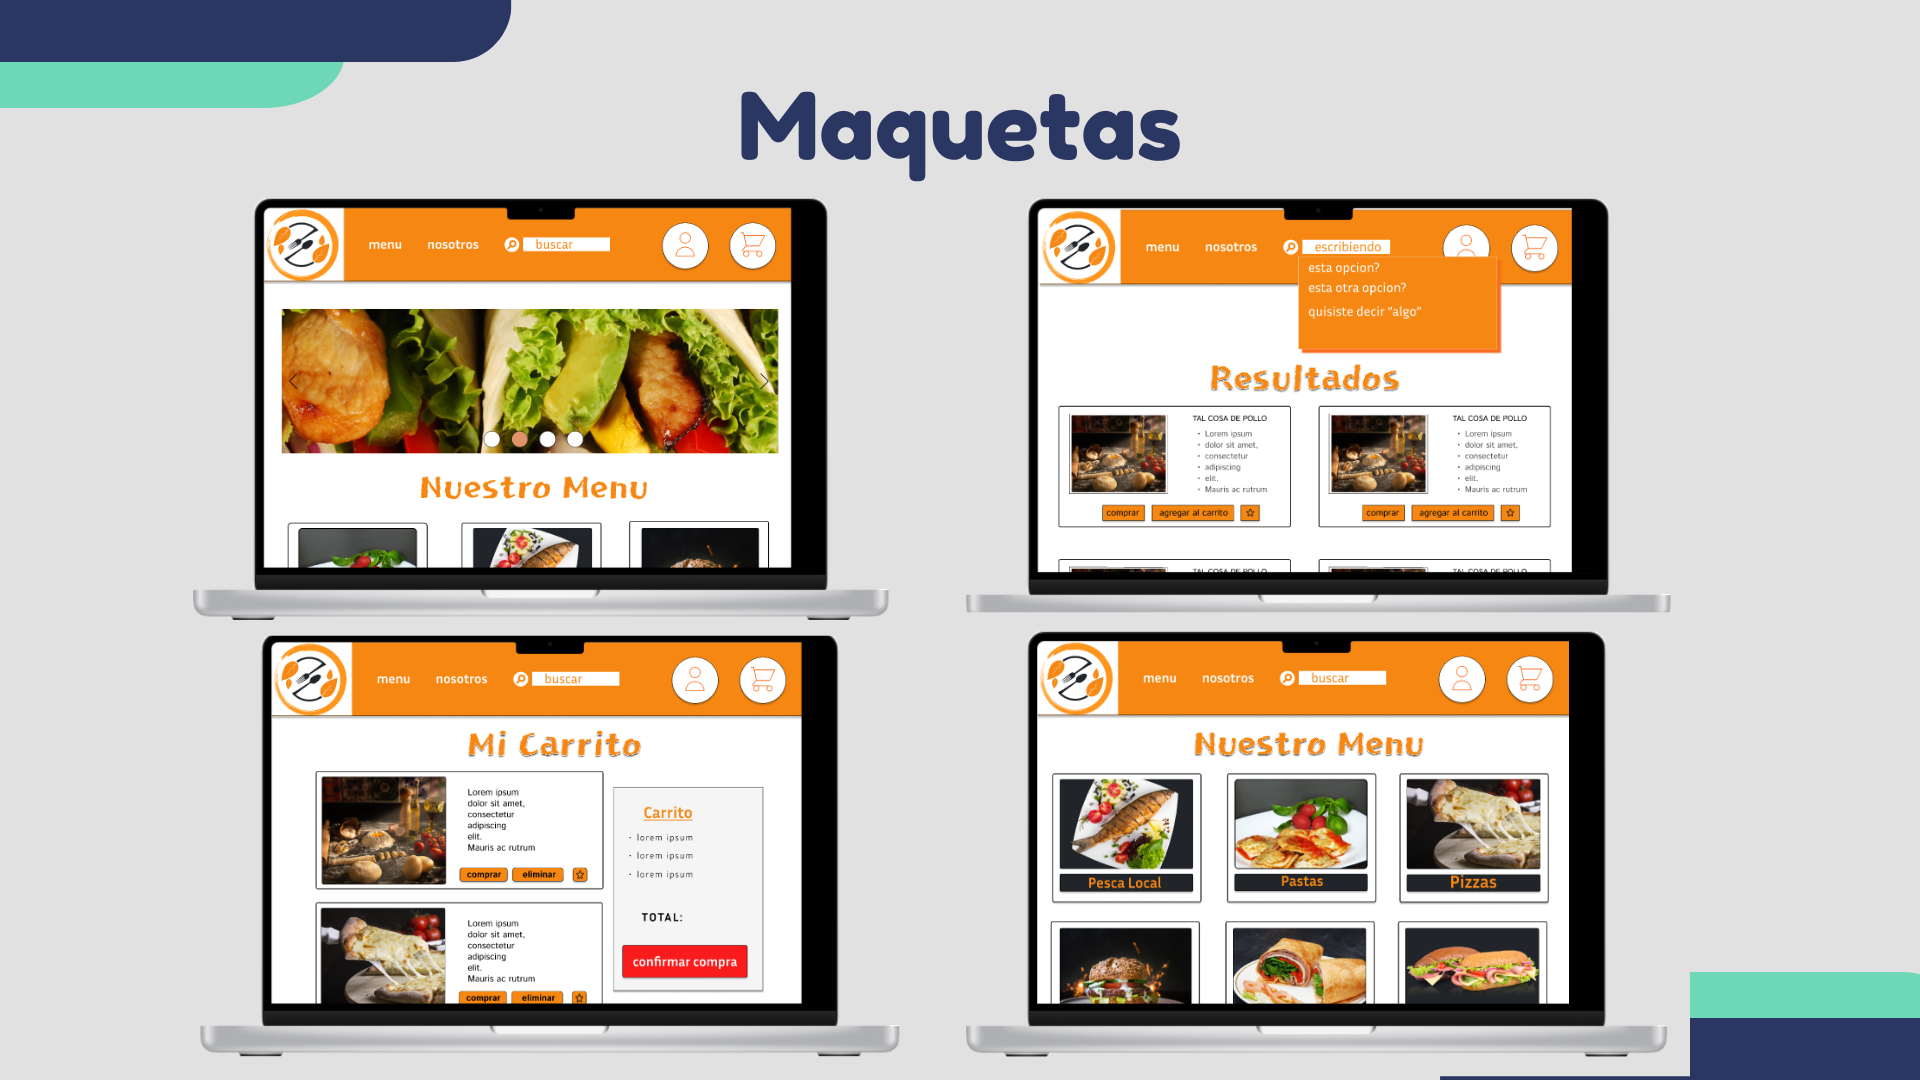 Maquetas
menu nosotros buscar
Nuestro Menu
menu nosotros escribiendo
esta opcion?
esta otra opcion?
quisiste decir "algo"
Resultados
TAL COSA DE POLLO
• Lorem ipsum
• dolor sit amet,
• consectetur
• adipiscing
• elit.
• Mauris ac rutrum
comprar agregar al carrito
TAL COSA DE POLLO
• Lorem ipsum
• dolor sit amet,
• consectetur
• adipiscing
• elit.
• Mauris ac rutrum
comprar agregar al carrito
TAL COSA DE POLLO
TAL COSA DE POLLO
menu nosotros buscar
Mi Carrito
Lorem ipsum
dolor sit amet,
consectetur
adipiscing
elit.
Mauris ac rutrum
comprar eliminar
Lorem ipsum
dolor sit amet,
consectetur
adipiscing
elit.
Mauris ac rutrum
comprar eliminar
Carrito
• lorem ipsum
• lorem ipsum
• lorem ipsum
TOTAL:
confirmar compra
menu nosotros buscar
Nuestro Menu
Pesca Local
Pastas
Pizzas